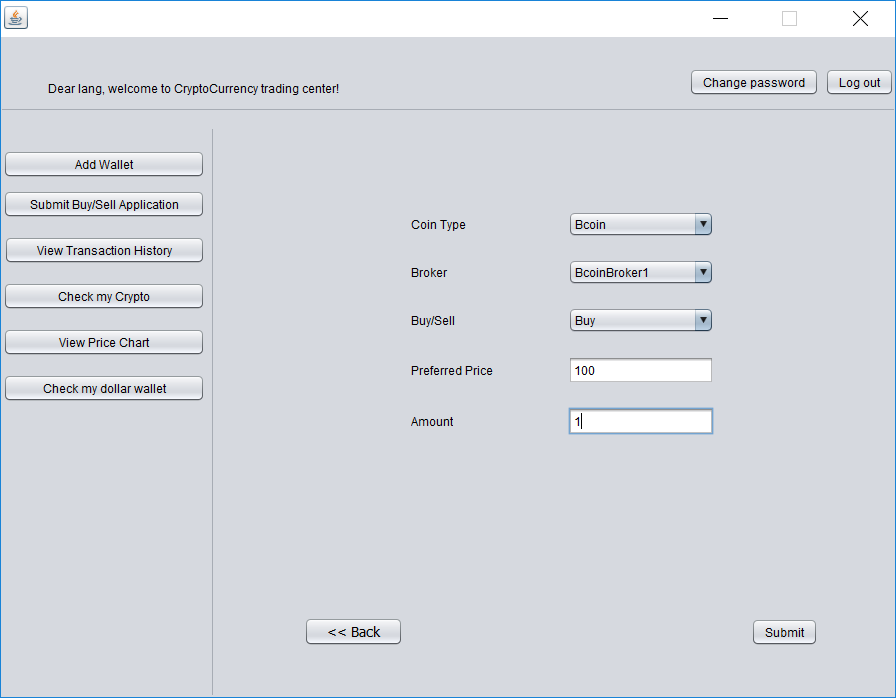 Dear lang, welcome to CryptoCurrency trading center!
Change password
Log out
Add Wallet
Submit Buy/Sell Application
View Transaction History
Check my Crypto
View Price Chart
Check my dollar wallet
Coin Type
Bcoin
Broker
BcoinBroker1
Buy/Sell
Buy
Preferred Price
100
Amount
1
<< Back
Submit